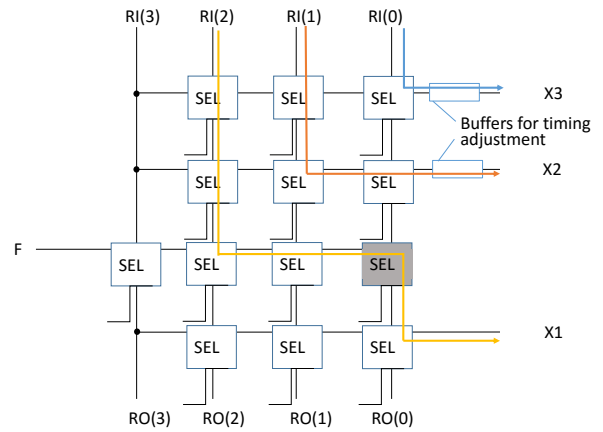 RI(3) RI(2) RI(1) RI(0)
SEL SEL SEL X3
Buffers for timing
adjustment
SEL SEL SEL X2
F SEL SEL SEL SEL
SEL SEL SEL X1
RO(3) RO(2) RO(1) RO(0)